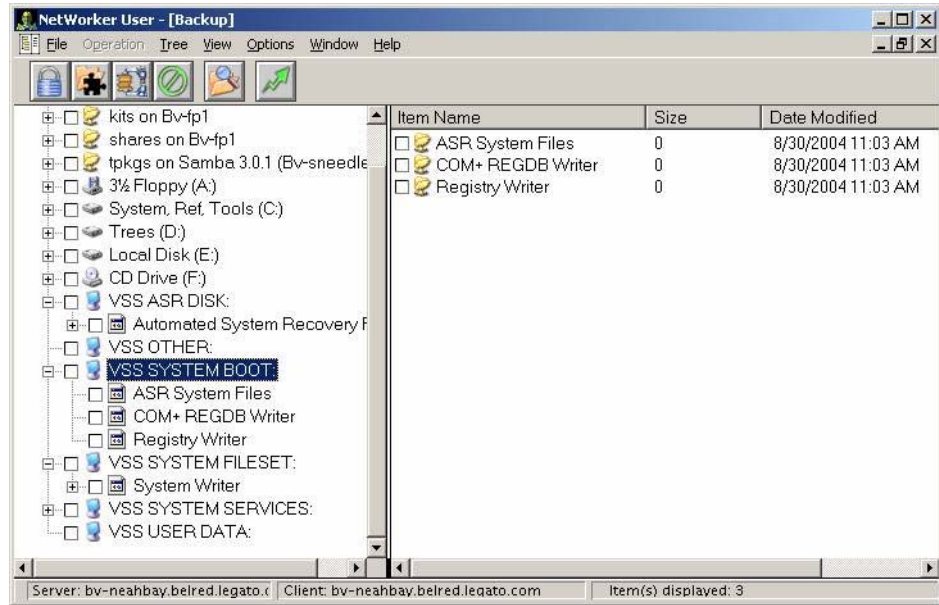 NetWorker User - [Backup]
File Operation Tree View Options Window Help
kits on Bv-fp1
shares on Bv-fp1
tpkgs on Samba 3.0.1 (Bv-sneedle
3½ Floppy (A:)
System, Ref, Tools (C:)
Trees (D:)
Local Disk (E:)
CD Drive (F:)
VSS ASR DISK:
Automated System Recovery F
VSS OTHER:
VSS SYSTEM BOOT:
ASR System Files
COM+ REGDB Writer
Registry Writer
VSS SYSTEM FILESET:
System Writer
VSS SYSTEM SERVICES:
VSS USER DATA:
Item Name Size Date Modified
ASR System Files 0 8/30/2004 11:03 AM
COM+ REGDB Writer 0 8/30/2004 11:03 AM
Registry Writer 0 8/30/2004 11:03 AM
Server: bv-neahbay.belred.legato.c Client: bv-neahbay.belred.legato.com Item(s) displayed: 3